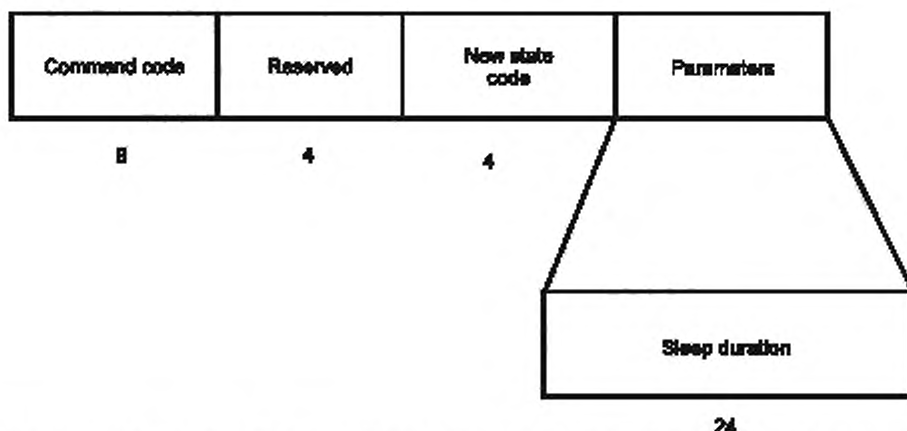 Command code
Reserved
New state
code
Parameters
8
4
4
Sleep duration
24